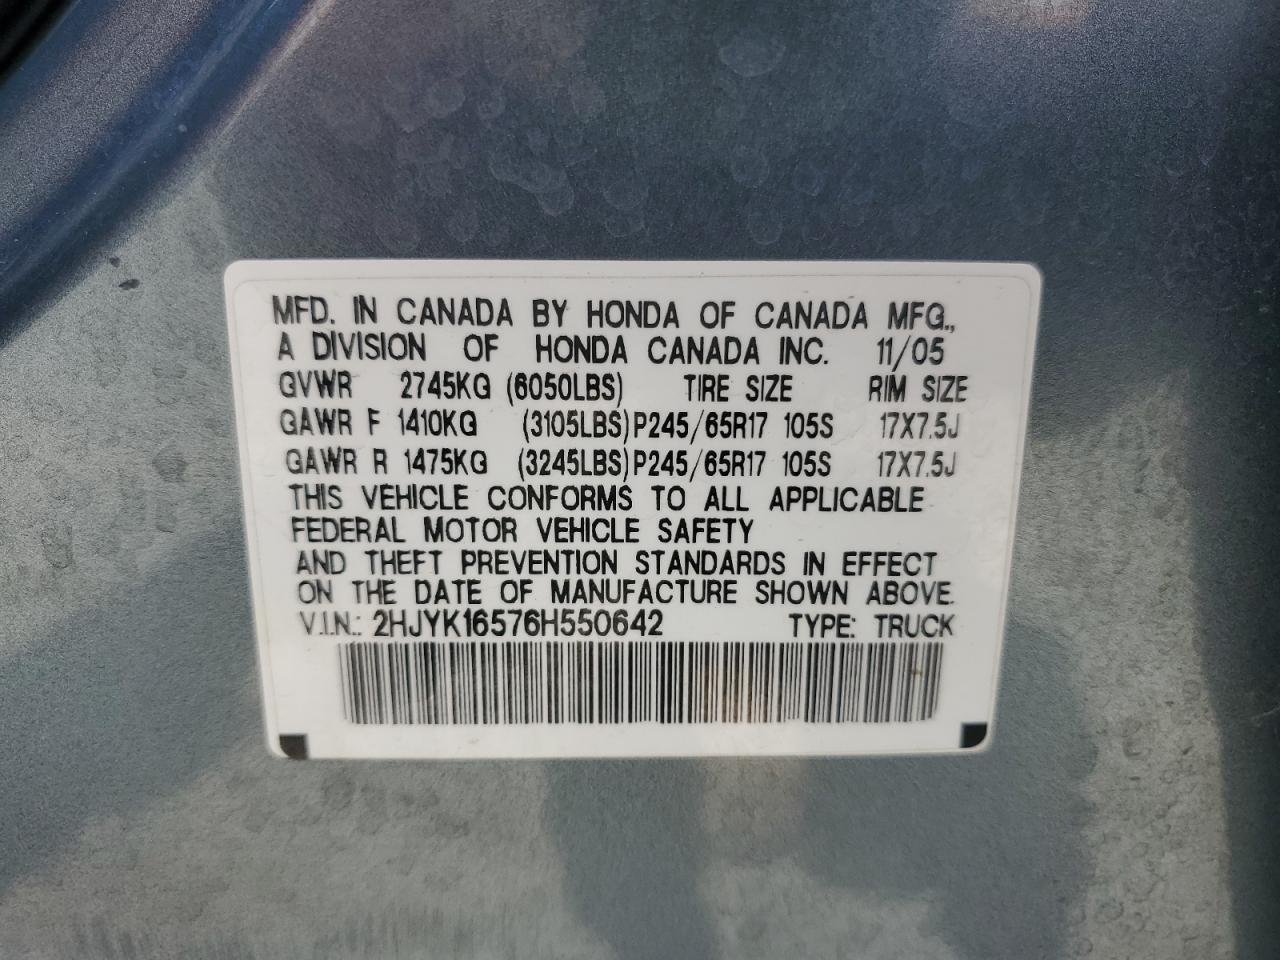 MFD. IN CANADA BY HONDA OF CANADA MFG.,
A DIVISION OF HONDA CANADA INC. 11/05
GVWR 2745KG (6050LBS) TIRE SIZE RIM SIZE
GAWR F 1410KG (3105LBS) P245/65R17 105S 17X7.5J
GAWR R 1475KG (3245LBS) P245/65R17 105S 17X7.5J
THIS VEHICLE CONFORMS TO ALL APPLICABLE
FEDERAL MOTOR VEHICLE SAFETY
AND THEFT PREVENTION STANDARDS IN EFFECT
ON THE DATE OF MANUFACTURE SHOWN ABOVE.
V.I.N.: 2HJYK16576H550642 TYPE: TRUCK